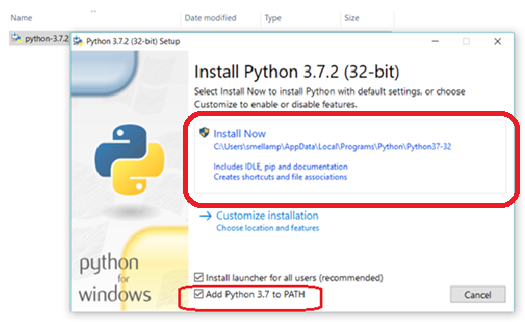 Name
Date modified
Type
Size
python-3.7.2
Python 3.7.2 (32-bit) Setup
Install Python 3.7.2 (32-bit)
Select Install Now to install Python with default settings, or choose
Customize to enable or disable features.
Install Now
C:\Users\smellamp\AppData\Local\Programs\Python\Python37-32
Includes IDLE, pip and documentation
Creates shortcuts and file associations
Customize installation
Choose location and features
Install launcher for all users (recommended)
Add Python 3.7 to PATH
Cancel
python
for
windows